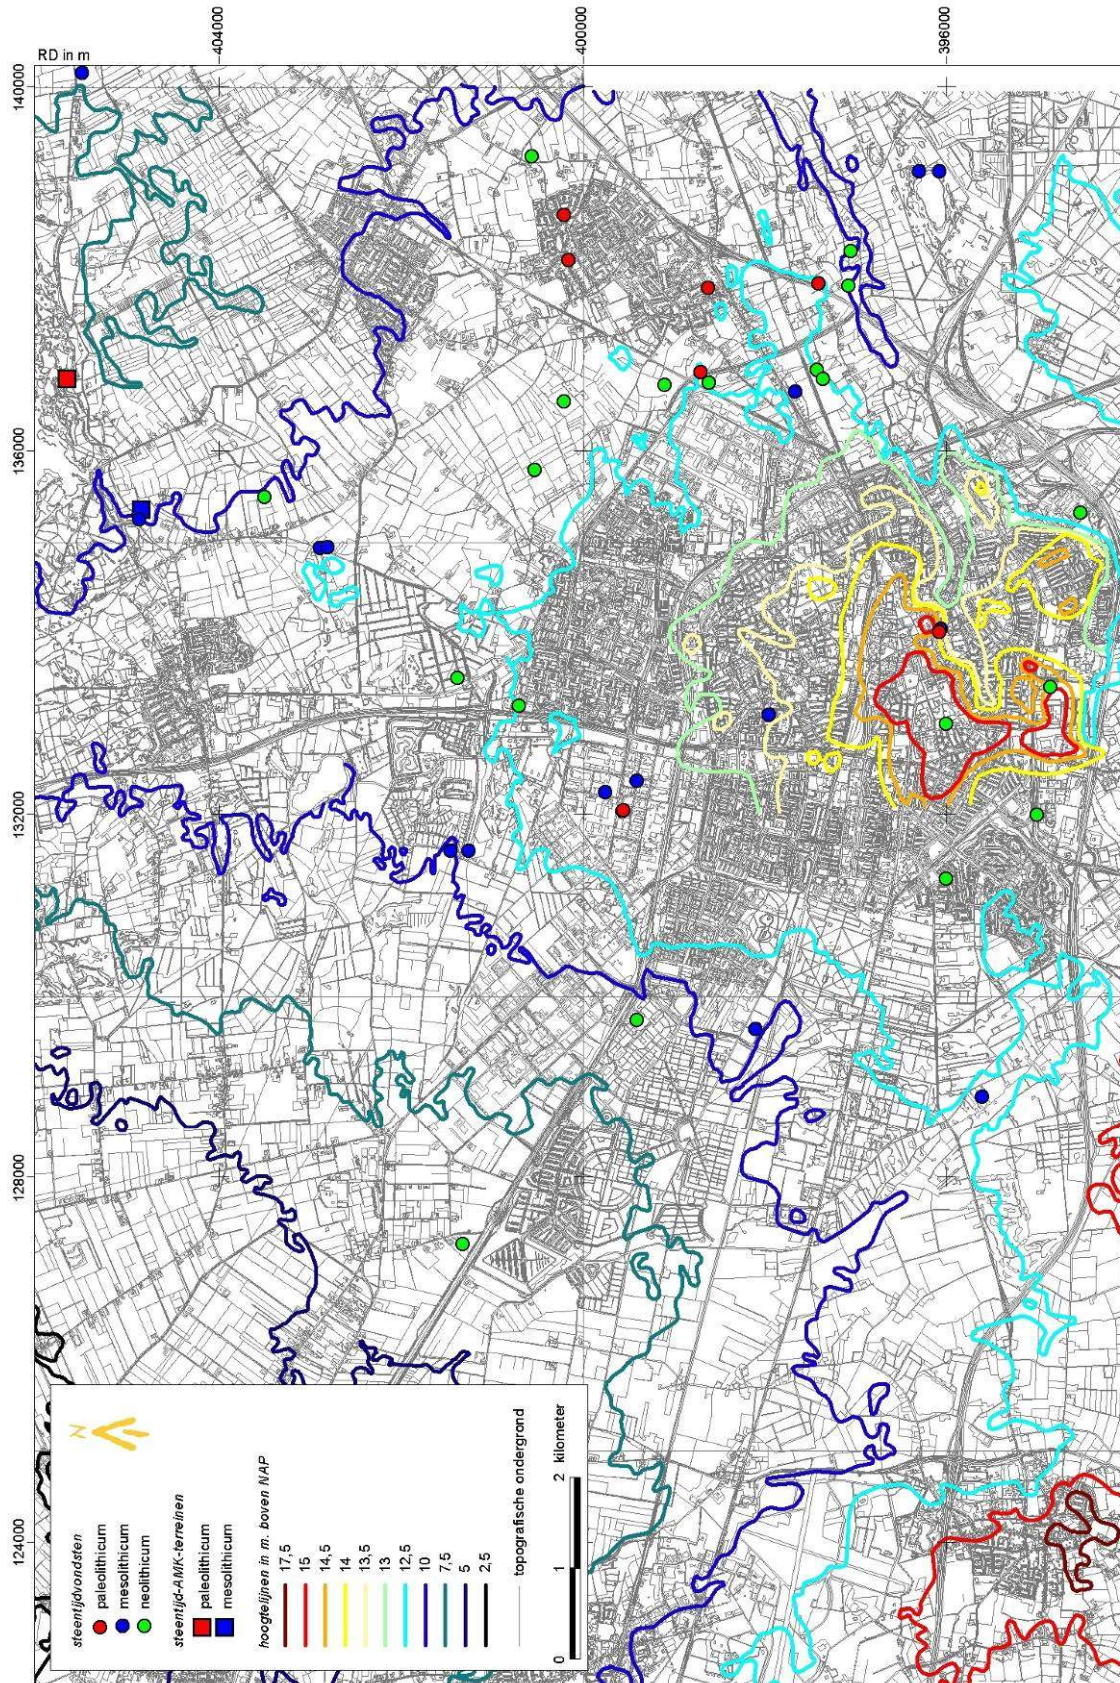 RD in m
404000
400000
396000
140000
136000
132000
128000
124000
N
steentijdvondsten
paleolithicum
mesolithicum
neolithicum
steentijd-AMK-terreinen
paleolithicum
mesolithicum
hoogtelijnen in m. boven NAP
17,5
15
14,5
14
13,5
13
12,5
10
7,5
5
2,5
topografische ondergrond
0 1 2 kilometer